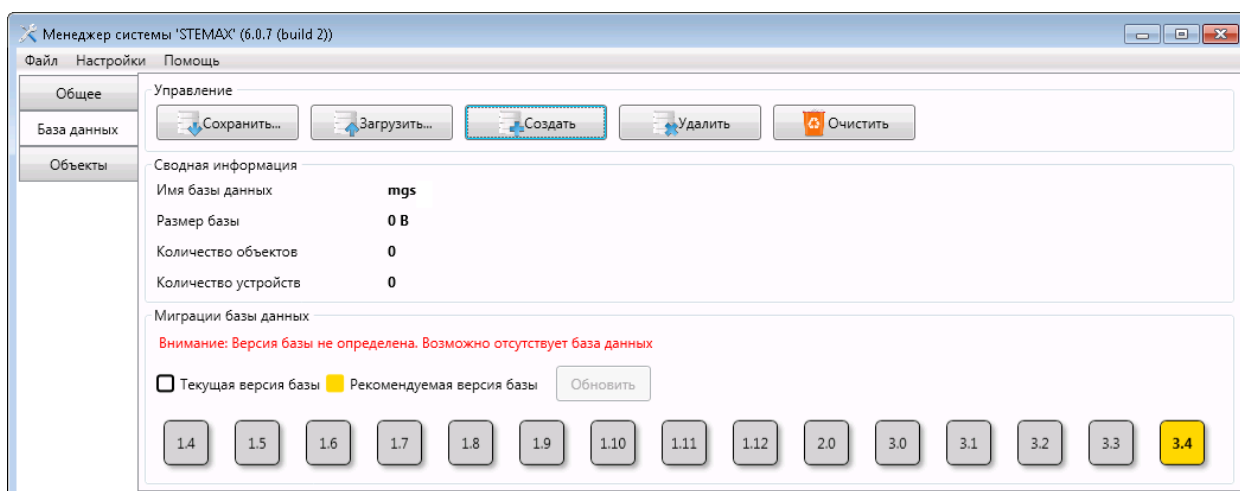 Менеджер системы 'STEMAX' (6.0.7 (build 2))
Файл Настройки Помощь
Общее
База данных
Объекты
Управление
Сохранить... Загрузить... Создать Удалить Очистить
Сводная информация
Имя базы данных mgs
Размер базы 0 B
Количество объектов 0
Количество устройств 0
Миграции базы данных
Внимание: Версия базы не определена. Возможно отсутствует база данных
Текущая версия базы Рекомендуемая версия базы Обновить
1.4 1.5 1.6 1.7 1.8 1.9 1.10 1.11 1.12 2.0 3.0 3.1 3.2 3.3 3.4